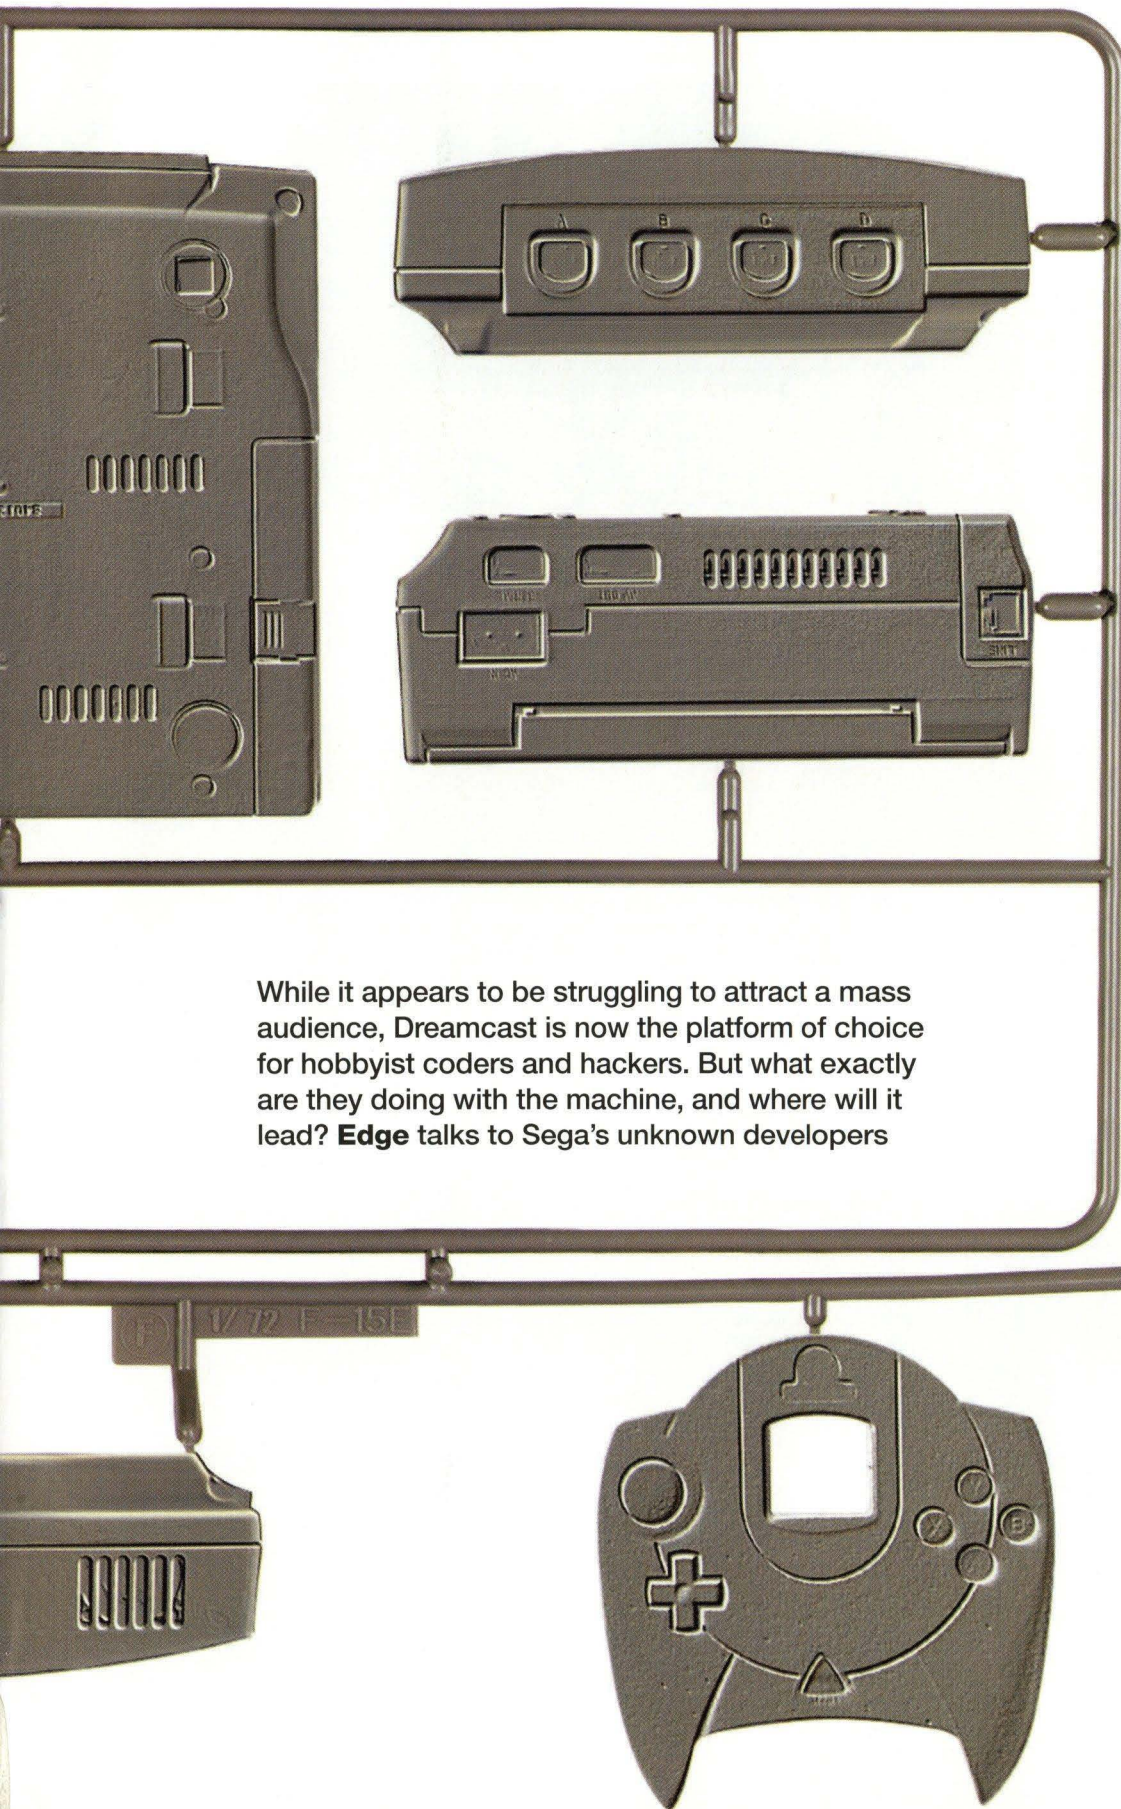 A B C D
LINE
While it appears to be struggling to attract a mass
audience, Dreamcast is now the platform of choice
for hobbyist coders and hackers. But what exactly
are they doing with the machine, and where will it
lead? Edge talks to Sega's unknown developers
F 1/72 F-15E
Y
X B